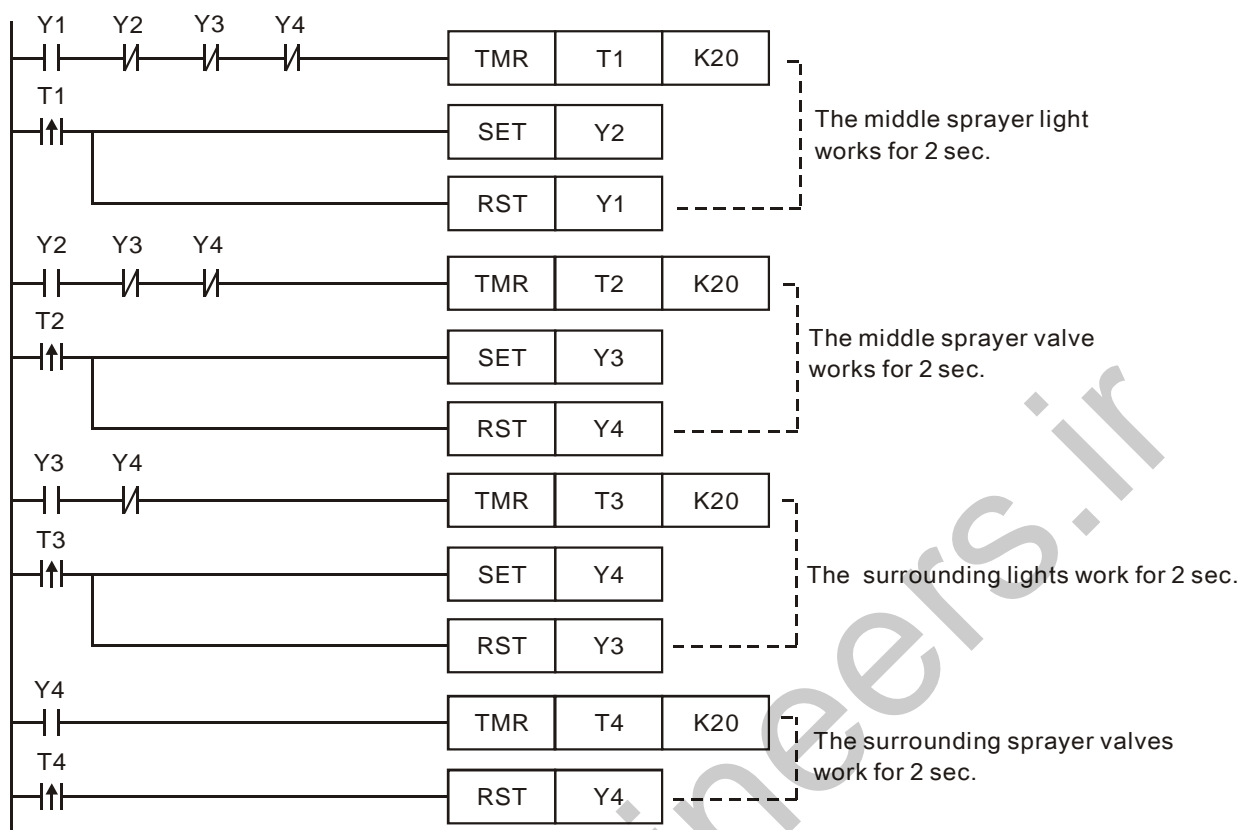 Y1 Y2 Y3 Y4
TMR T1 K20
T1
SET Y2
RST Y1
The middle sprayer light
works for 2 sec.
Y2 Y3 Y4
TMR T2 K20
T2
SET Y3
RST Y4
The middle sprayer valve
works for 2 sec.
Y3 Y4
TMR T3 K20
T3
SET Y4
RST Y3
The surrounding lights work for 2 sec.
Y4
TMR T4 K20
T4
RST Y4
The surrounding sprayer valves
work for 2 sec.
ineers.ir